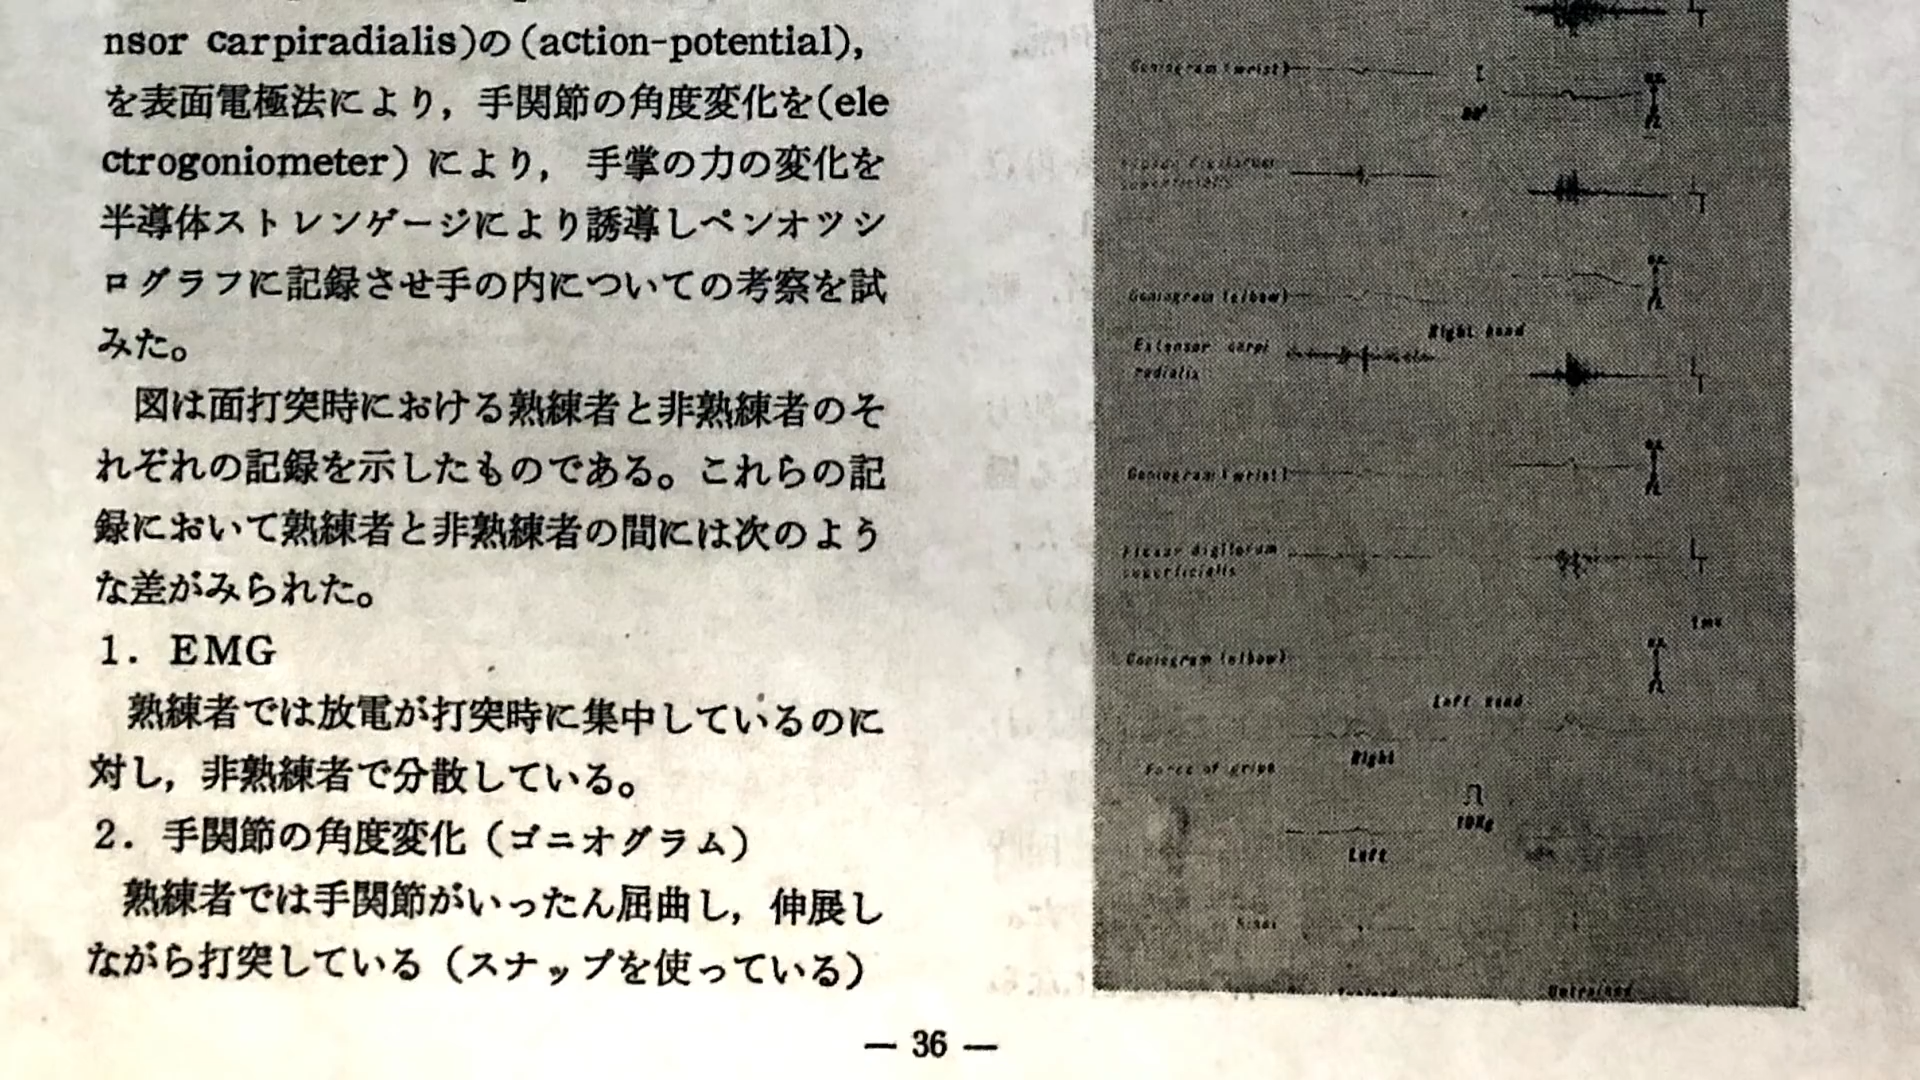 nsor carpiradialis)の(action-potential),
を表面電極法により，手関節の角度変化を(ele
ctrogoniometer) により， 手掌の力の変化を
半導体ストレンゲージにより誘導しペンオツシ
ログラフに記録させ手の内についての考察を試
みた。
図は面打突時における熟練者と非熟練者のそ
れぞれの記録を示したものである。これらの記
録において熟練者と非熟練者の間には次のよう
な差がみられた。
1. EMG
熟練者では放電が打突時に集中しているのに
対し，非熟練者で分散している。
2. 手関節の角度変化（ゴニオグラム）
熟練者では手関節がいったん屈曲し，伸展し
ながら打突している（スナップを使っている）
Goniogram (wrist)
superficialis
Goniogram (elbow)
Right hand
Extensor carpi
radialis
Goniogram (wrist)
Flexor digitorum
superficialis
Goniogram (elbow)
Left hand
Right
Force of gripe
10Kg
Left
Untrained
— 36 —